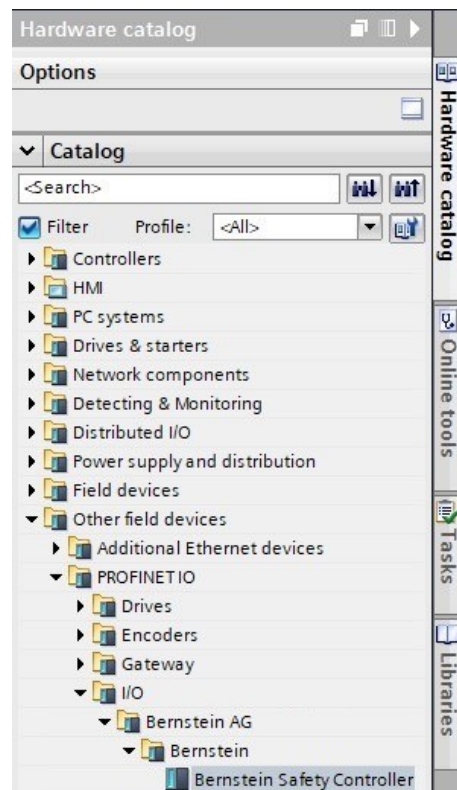 Hardware catalog
Options
Catalog
<Search>
Filter Profile: <All>
Controllers
HMI
PC systems
Drives & starters
Network components
Detecting & Monitoring
Distributed I/O
Power supply and distribution
Field devices
Other field devices
Additional Ethernet devices
PROFINET IO
Drives
Encoders
Gateway
I/O
Bernstein AG
Bernstein
Bernstein Safety Controller
Hardware catalog
Online tools
Tasks
Libraries